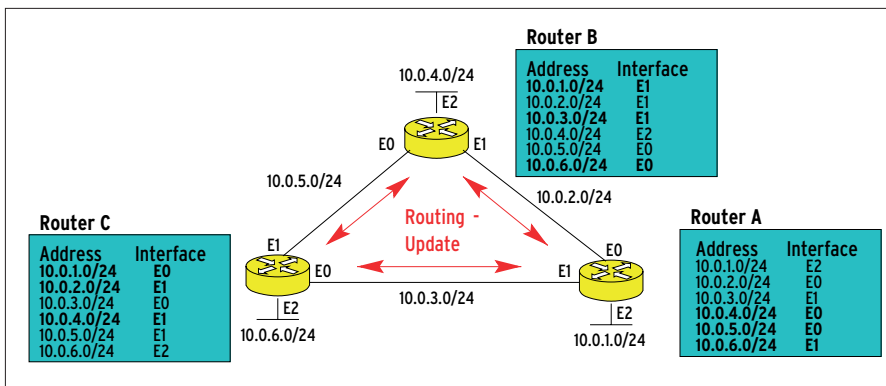 Router B
Address Interface
10.0.1.0/24 E1
10.0.2.0/24 E1
10.0.3.0/24 E1
10.0.4.0/24 E2
10.0.5.0/24 E0
10.0.6.0/24 E0
10.0.4.0/24
E2
E0
E1
10.0.5.0/24
10.0.2.0/24
Routing -
Update
Router C
Address Interface
10.0.1.0/24 E0
10.0.2.0/24 E1
10.0.3.0/24 E0
10.0.4.0/24 E1
10.0.5.0/24 E1
10.0.6.0/24 E2
E1
E0
E2
10.0.6.0/24
10.0.3.0/24
E0
E1
E2
10.0.1.0/24
Router A
Address Interface
10.0.1.0/24 E2
10.0.2.0/24 E0
10.0.3.0/24 E1
10.0.4.0/24 E0
10.0.5.0/24 E0
10.0.6.0/24 E1